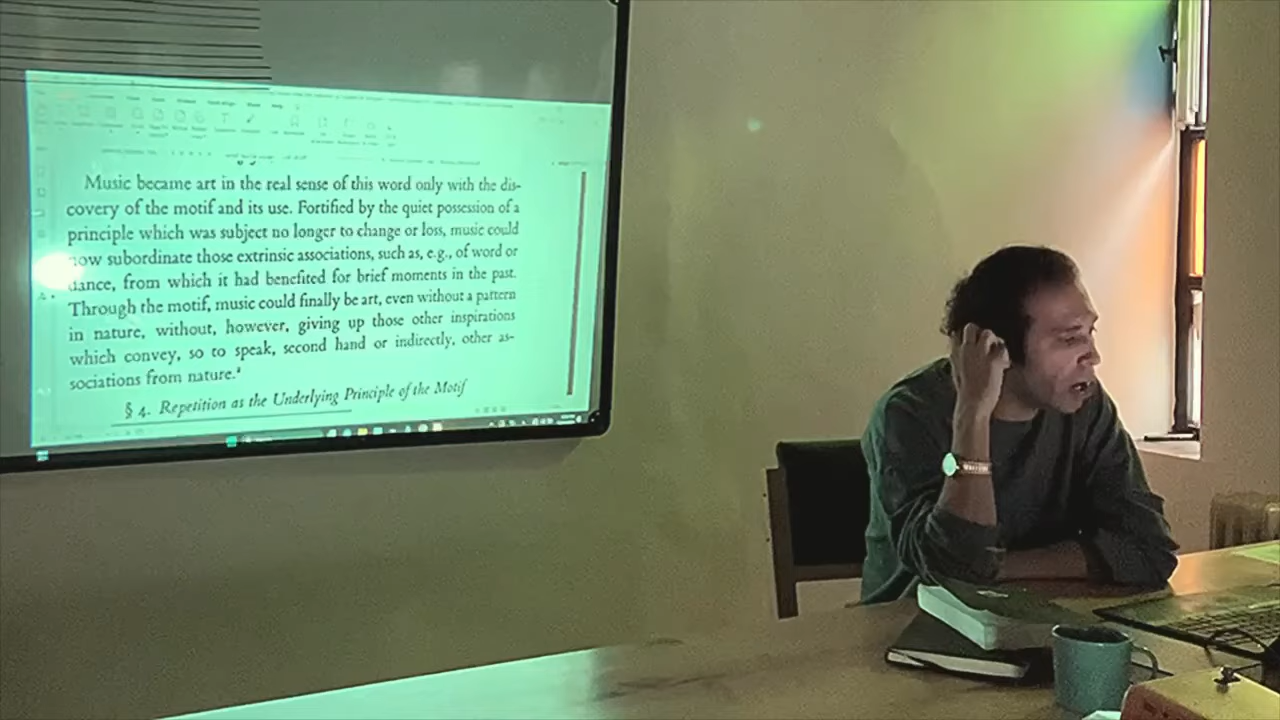 Music became art in the real sense of this word only with the dis-
covery of the motif and its use. Fortified by the quiet possession of a
principle which was subject no longer to change or loss, music could
now subordinate those extrinsic associations, such as, e.g., of word or
dance, from which it had benefited for brief moments in the past.
Through the motif, music could finally be art, even without a pattern
in nature, without, however, giving up those other inspirations
which convey, so to speak, second hand or indirectly, other as-
sociations from nature.
§ 4. Repetition as the Underlying Principle of the Motif